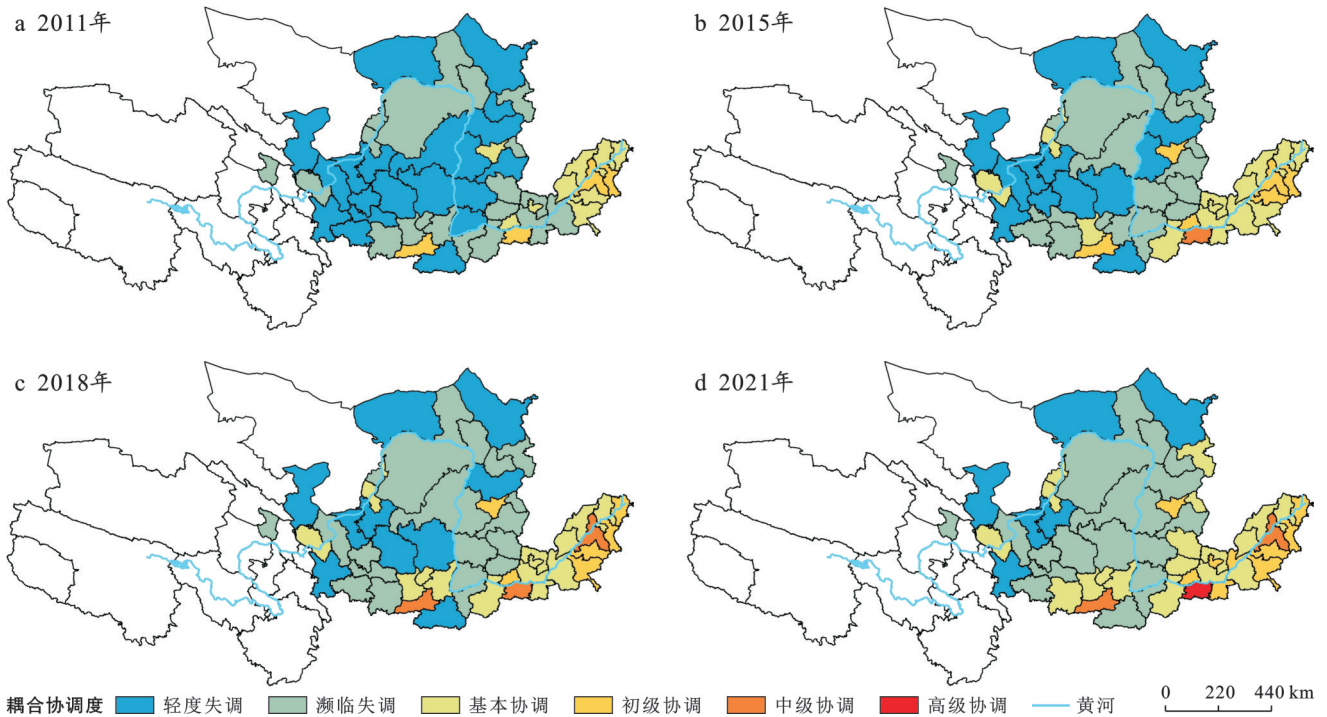 a 2011年
b 2015年
c 2018年
d 2021年
耦合协调度 轻度失调 濒临失调 基本协调 初级协调 中级协调 高级协调 黄河 0 220 440 km